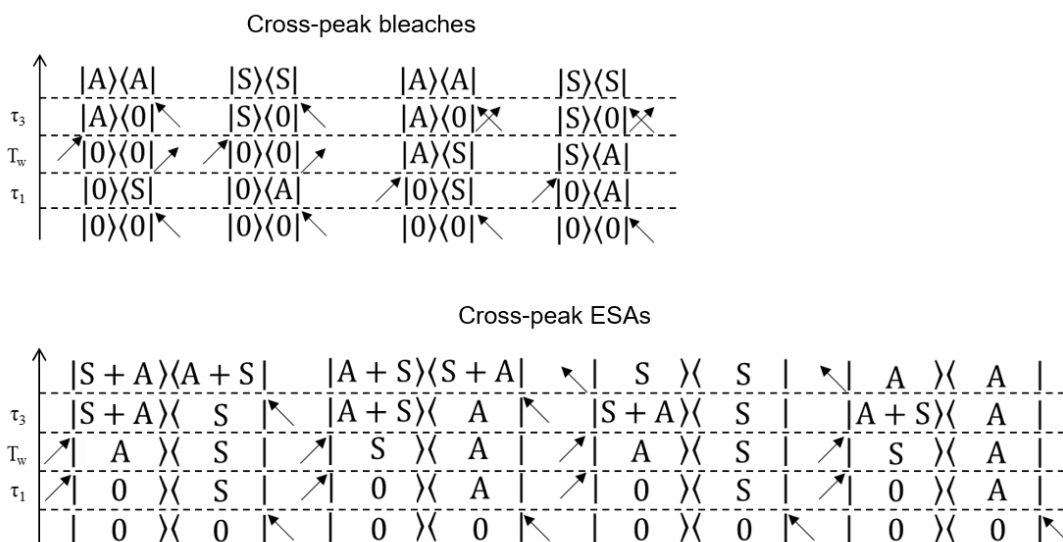 Cross-peak bleaches
|A⟩⟨A| |S⟩⟨S| |A⟩⟨A| |S⟩⟨S|
τ₃ |A⟩⟨0| |S⟩⟨0| |A⟩⟨0| |S⟩⟨0|
T_w |0⟩⟨0| |0⟩⟨0| |A⟩⟨S| |S⟩⟨A|
τ₁ |0⟩⟨S| |0⟩⟨A| |0⟩⟨S| |0⟩⟨A|
|0⟩⟨0| |0⟩⟨0| |0⟩⟨0| |0⟩⟨0|
Cross-peak ESAs
|S + A⟩⟨A + S| |A + S⟩⟨S + A| | S ⟩⟨ S | | A ⟩⟨ A |
τ₃ |S + A⟩⟨ S | |A + S⟩⟨ A | |S + A⟩⟨ S | |A + S⟩⟨ A |
T_w | A ⟩⟨ S | | S ⟩⟨ A | | A ⟩⟨ S | | S ⟩⟨ A |
τ₁ | 0 ⟩⟨ S | | 0 ⟩⟨ A | | 0 ⟩⟨ S | | 0 ⟩⟨ A |
| 0 ⟩⟨ 0 | | 0 ⟩⟨ 0 | | 0 ⟩⟨ 0 | | 0 ⟩⟨ 0 |